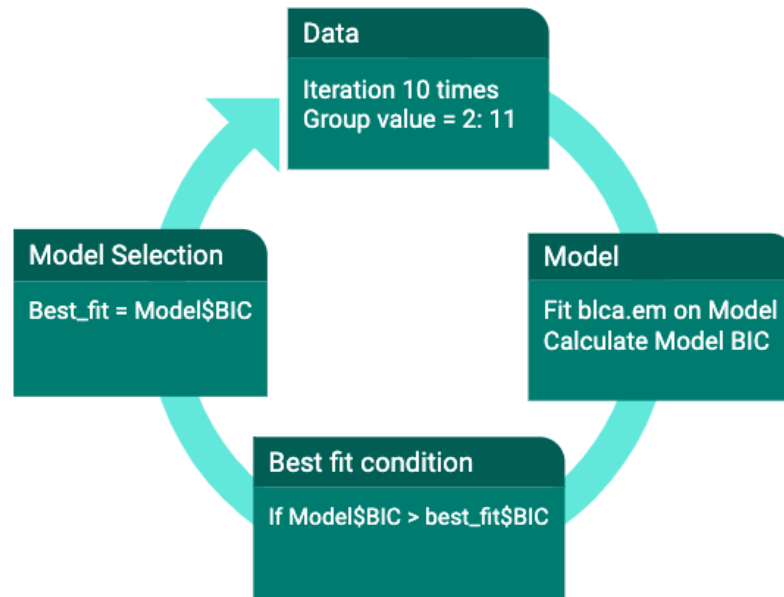 Data
Iteration 10 times
Group value = 2: 11
Model
Fit blca.em on Model
Calculate Model BIC
Best fit condition
If Model$BIC > best_fit$BIC
Model Selection
Best_fit = Model$BIC